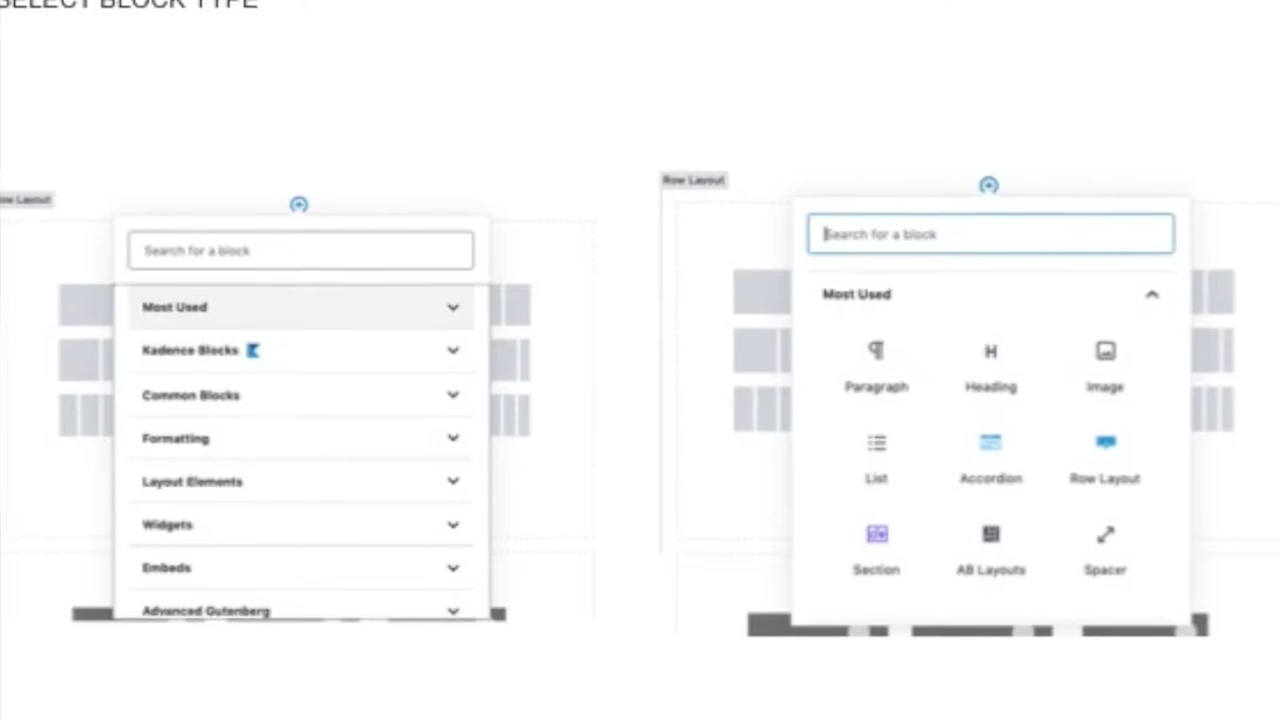 SELECT BLOCK TYPE
Row Layout
Search for a block
Most Used
Kadence Blocks
Common Blocks
Formatting
Layout Elements
Widgets
Embeds
Advanced Gutenberg
Row Layout
Search for a block
Most Used
Paragraph Heading Image
List Accordion Row Layout
Section AB Layouts Spacer